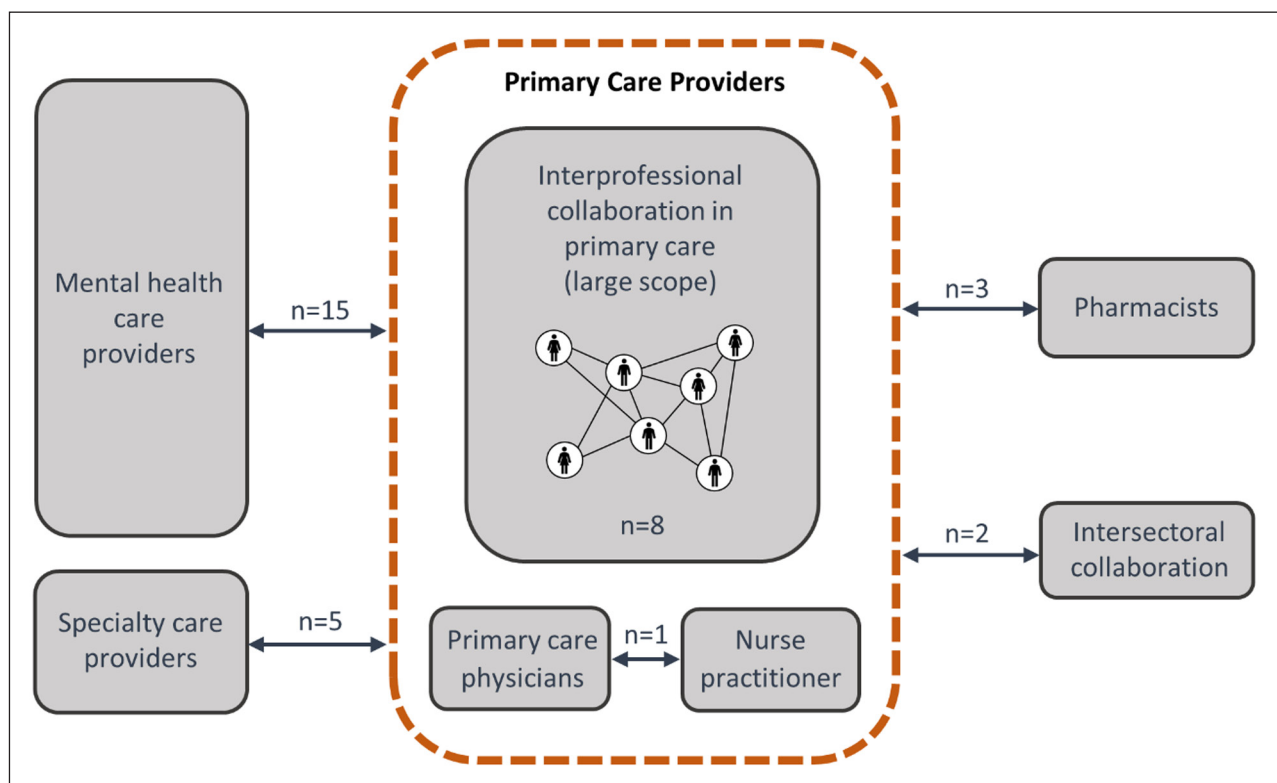 Primary Care Providers
Interprofessional
collaboration in
primary care
(large scope)
n=8
Mental health
care
providers
n=15
Specialty care
providers
n=5
Primary care
physicians
n=1
Nurse
practitioner
n=3
Pharmacists
n=2
Intersectoral
collaboration